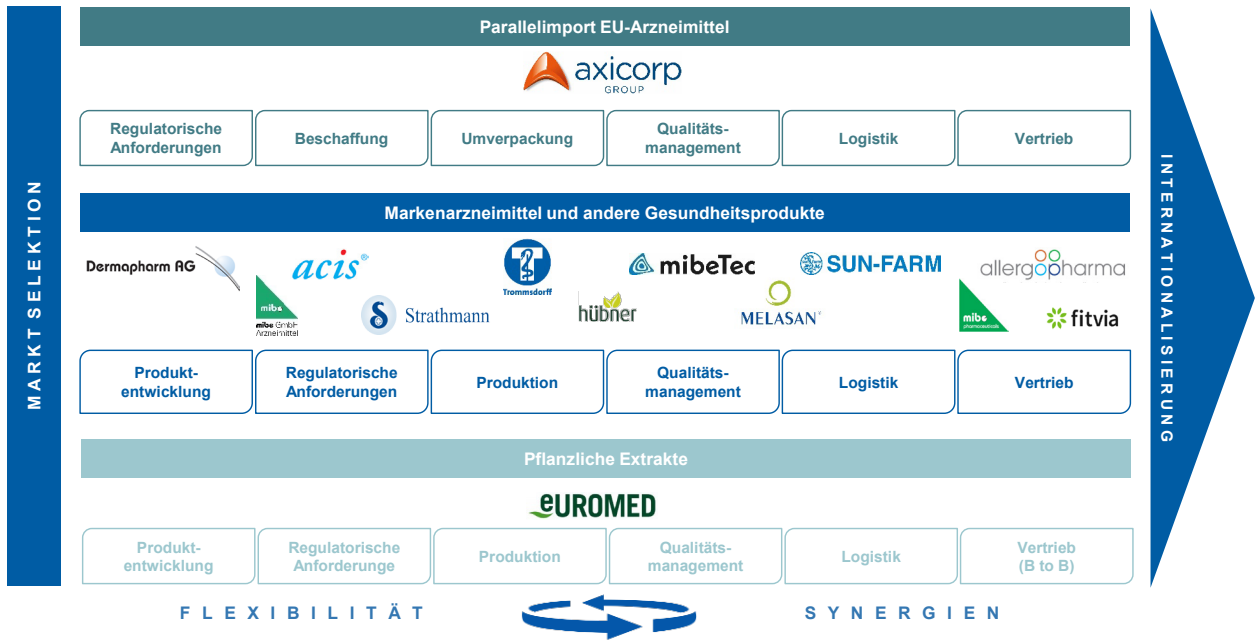 MARKT SELEKTION
Parallelimport EU-Arzneimittel
axicorp
GROUP
Regulatorische
Anforderungen
Beschaffung
Umverpackung
Qualitäts-
management
Logistik
Vertrieb
Markenarzneimittel und andere Gesundheitsprodukte
Dermapharm AG
acis®
Trommsdorff
mibeTec
SUN-FARM
allergopharma
mibe
mibe GmbH
Arzneimittel
Strathmann
hübner
MELASAN®
mibe
pharmaceuticals
fitvia
Produkt-
entwicklung
Regulatorische
Anforderungen
Produktion
Qualitäts-
management
Logistik
Vertrieb
Pflanzliche Extrakte
eUROMED
Produkt-
entwicklung
Regulatorische
Anforderunge
Produktion
Qualitäts-
management
Logistik
Vertrieb
(B to B)
INTERNATIONALISIERUNG
FLEXIBILITÄT
SYNERGIEN